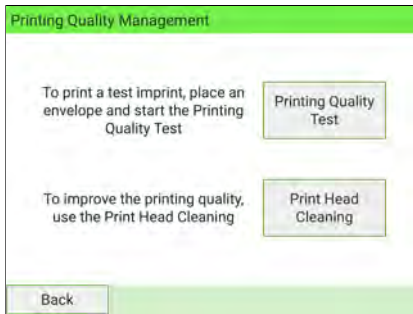 Printing Quality Management
To print a test imprint, place an
envelope and start the Printing
Quality Test
Printing Quality
Test
To improve the printing quality,
use the Print Head Cleaning
Print Head
Cleaning
Back